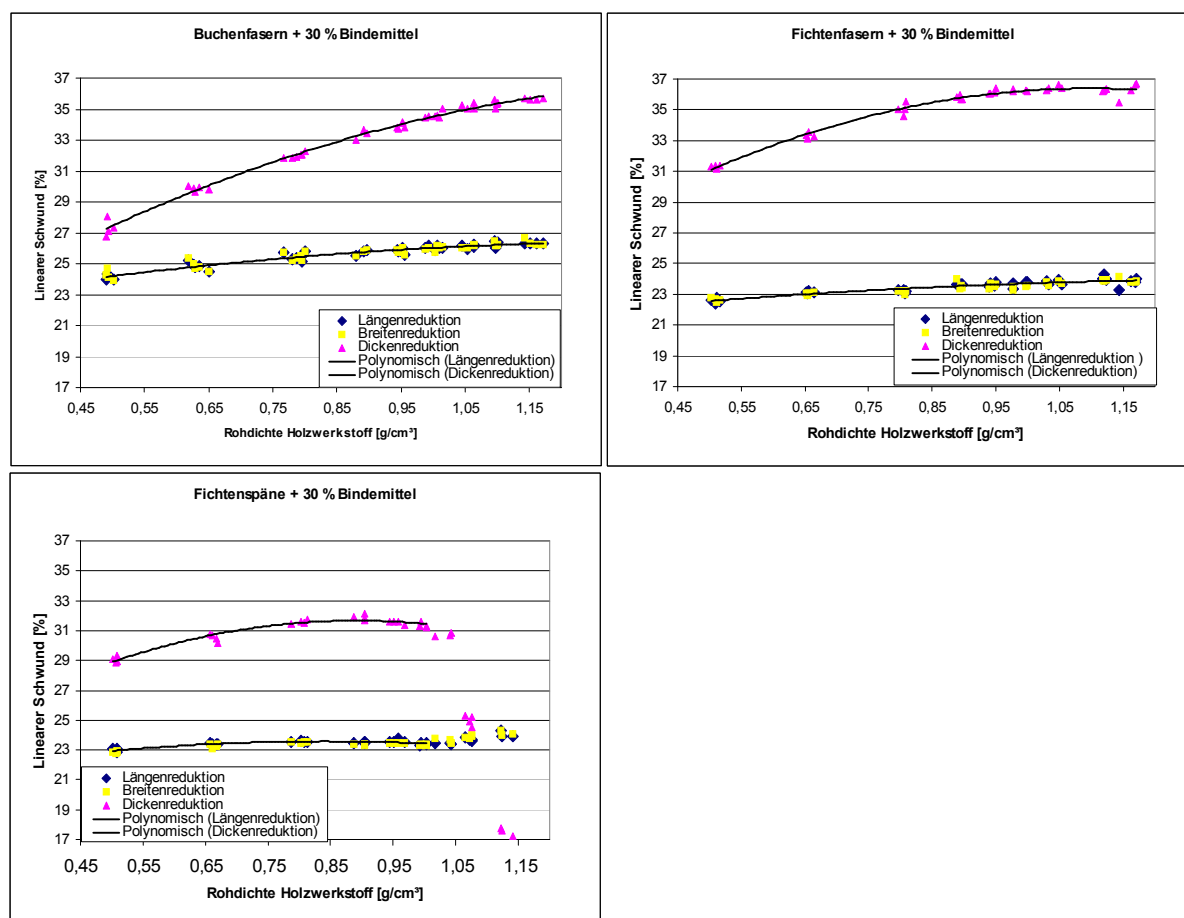 Buchenfasern + 30 % Bindemittel
Linearer Schwund [%]
37
35
33
31
29
27
25
23
21
19
17
Längenreduktion
Breitenreduktion
Dickenreduktion
Polynomisch (Längenreduktion)
Polynomisch (Dickenreduktion)
0,45 0,55 0,65 0,75 0,85 0,95 1,05 1,15
Rohdichte Holzwerkstoff [g/cm³]
Fichtenfasern + 30 % Bindemittel
Linearer Schwund [%]
37
35
33
31
29
27
25
23
21
19
17
Längenreduktion
Breitenreduktion
Dickenreduktion
Polynomisch (Längenreduktion )
Polynomisch (Dickenreduktion)
0,45 0,55 0,65 0,75 0,85 0,95 1,05 1,15
Rohdichte Holzwerkstoff [g/cm³]
Fichtenspäne + 30 % Bindemittel
Linearer Schwund [%]
37
35
33
31
29
27
25
23
21
19
17
Längenreduktion
Breitenreduktion
Dickenreduktion
Polynomisch (Längenreduktion)
Polynomisch (Dickenreduktion)
0,45 0,55 0,65 0,75 0,85 0,95 1,05 1,15
Rohdichte Holzwerkstoff [g/cm³]